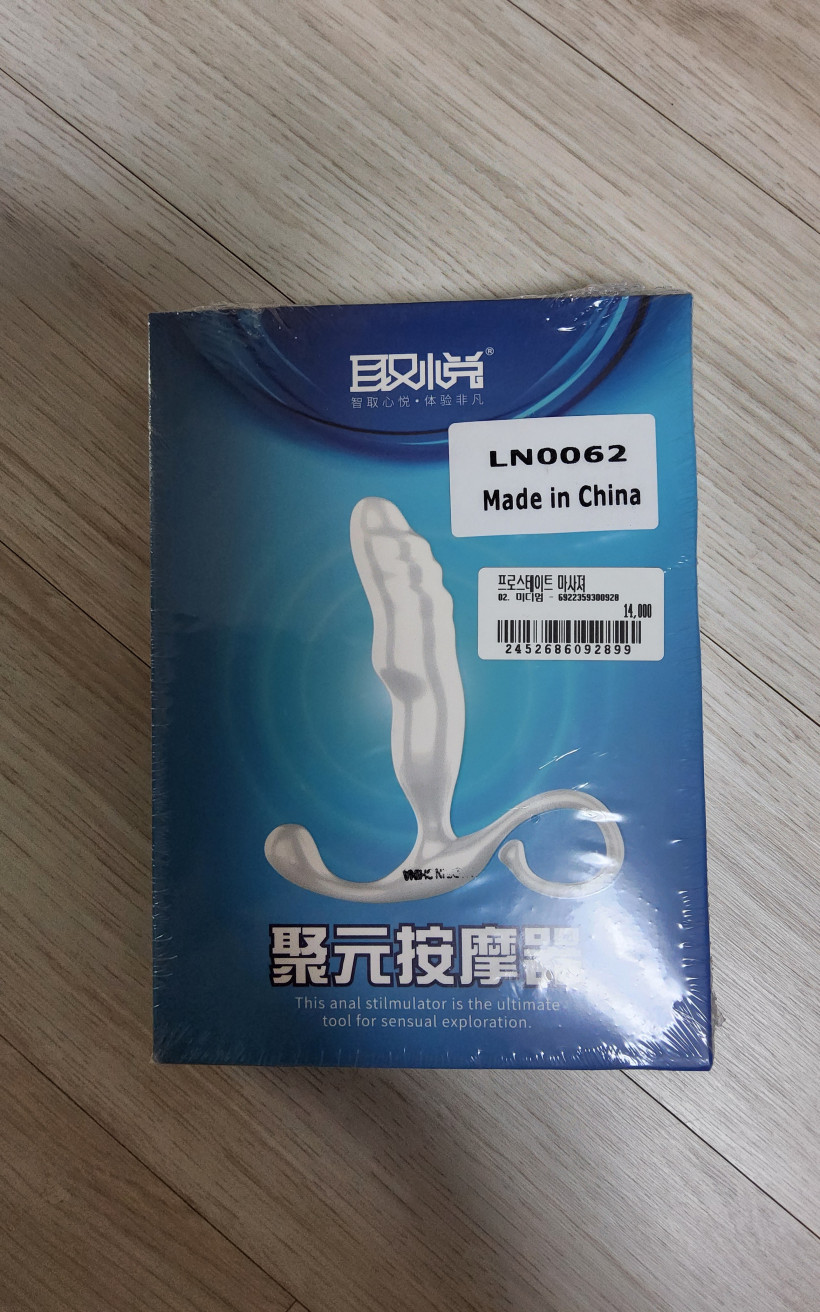 取悦®
智取心悦·体验非凡
LN0062
Made in China
프로스테이트 마사져
02. 미디엄 - 6922359300928
14,000
2452686092899
聚元按摩器
This anal stilmulator is the ultimate
tool for sensual exploration.